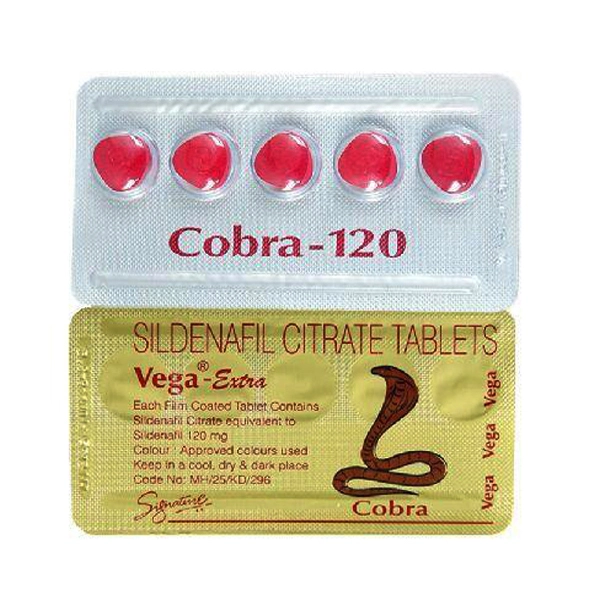 Cobra-120
SILDENAFIL CITRATE TABLETS
Vega®-Extra
Each Film Coated Tablet Contains
Sildenafil Citrate equivalent to
Sildenafil 120 mg
Colour : Approved colours used
Keep in a cool, dry & dark place
Code No: MH/25/KD/296
Signature
Cobra
Vega
Vega
Vega